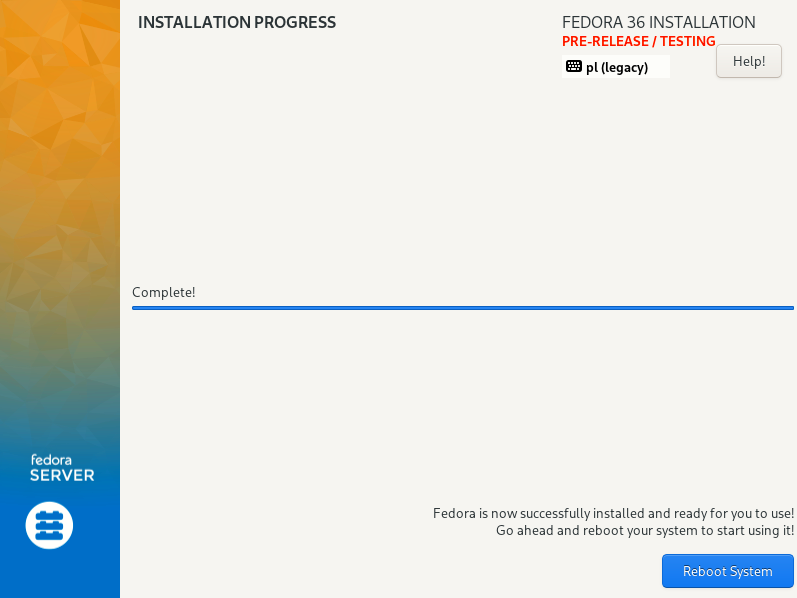 INSTALLATION PROGRESS
FEDORA 36 INSTALLATION
PRE-RELEASE / TESTING
pl (legacy)
Help!
Complete!
fedora
SERVER
Fedora is now successfully installed and ready for you to use!
Go ahead and reboot your system to start using it!
Reboot System